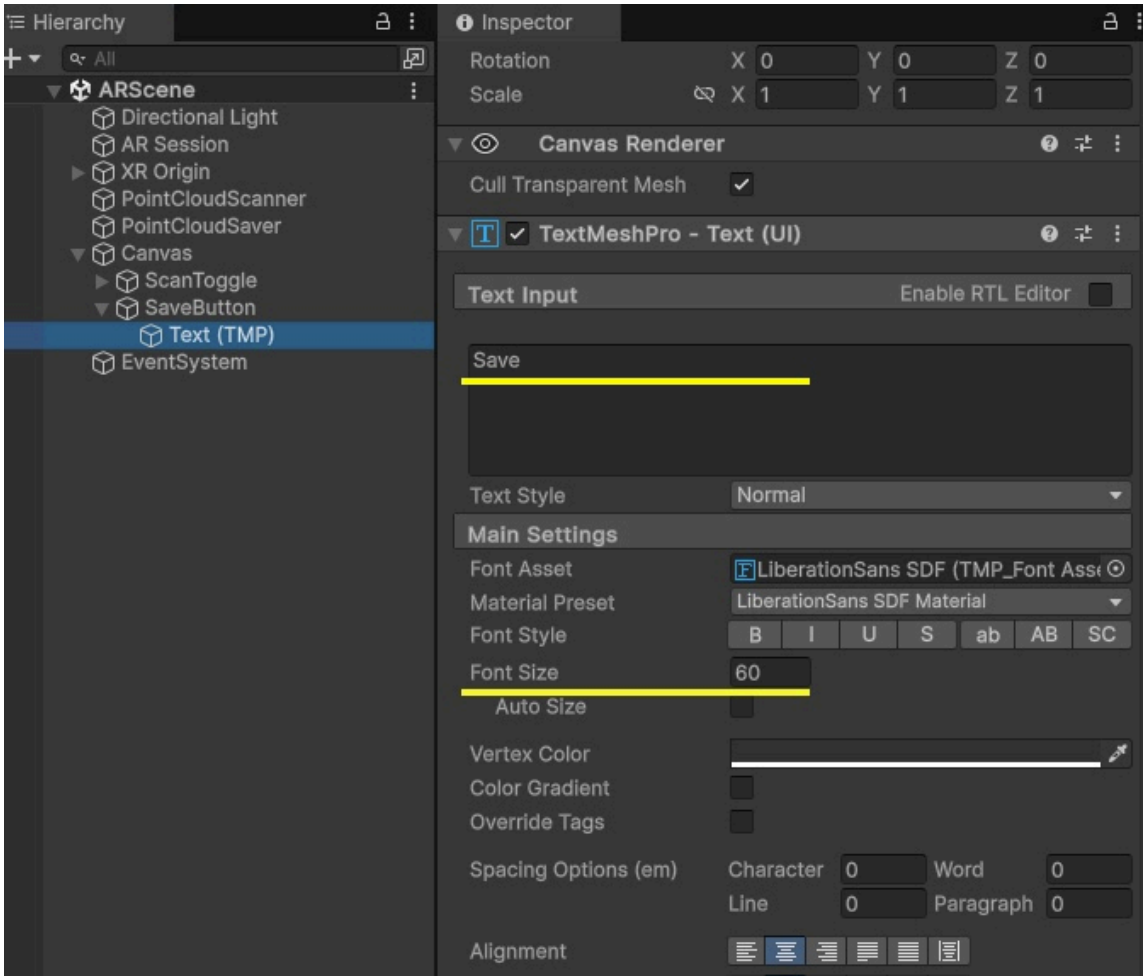 Hierarchy
All
ARScene
Directional Light
AR Session
XR Origin
PointCloudScanner
PointCloudSaver
Canvas
ScanToggle
SaveButton
Text (TMP)
EventSystem
Inspector
Rotation X 0 Y 0 Z 0
Scale X 1 Y 1 Z 1
Canvas Renderer
Cull Transparent Mesh
TextMeshPro - Text (UI)
Text Input Enable RTL Editor
Save
Text Style Normal
Main Settings
Font Asset LiberationSans SDF (TMP_Font Asse
Material Preset LiberationSans SDF Material
Font Style B I U S ab AB SC
Font Size 60
Auto Size
Vertex Color
Color Gradient
Override Tags
Spacing Options (em) Character 0 Word 0
Line 0 Paragraph 0
Alignment